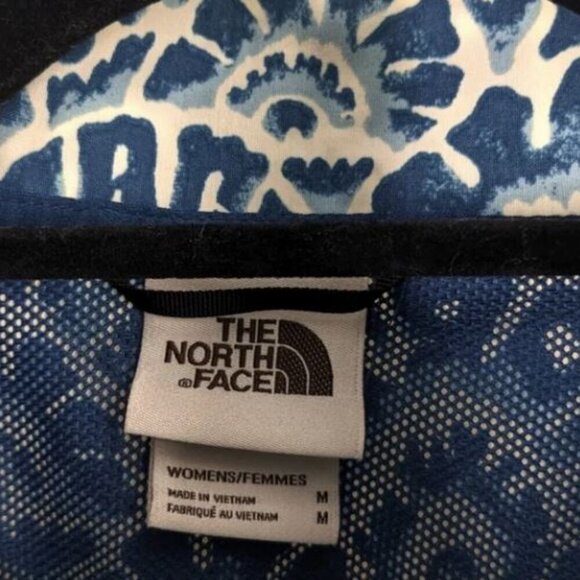 THE
NORTH
® FACE
WOMENS/FEMMES
MADE IN VIETNAM M
FABRIQUÉ AU VIETNAM M